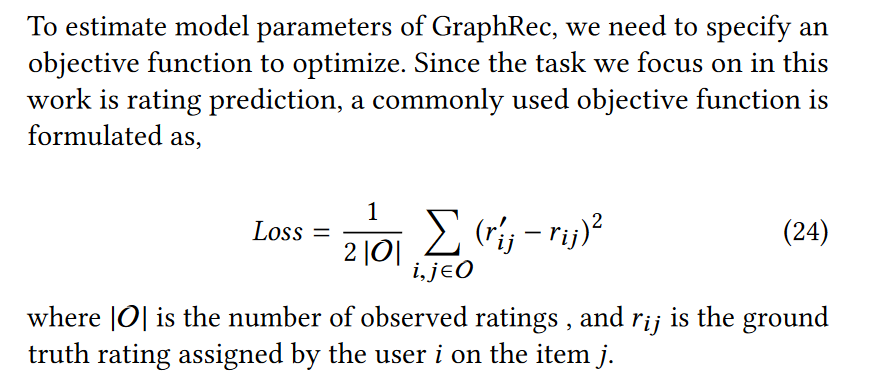 To estimate model parameters of GraphRec, we need to specify an
objective function to optimize. Since the task we focus on in this
work is rating prediction, a commonly used objective function is
formulated as,
Loss = \frac{1}{2 |O|} \sum_{i,j \in O} (r'_{ij} − r_{ij})^2 (24)
where |O| is the number of observed ratings , and r_{ij} is the ground
truth rating assigned by the user i on the item j.